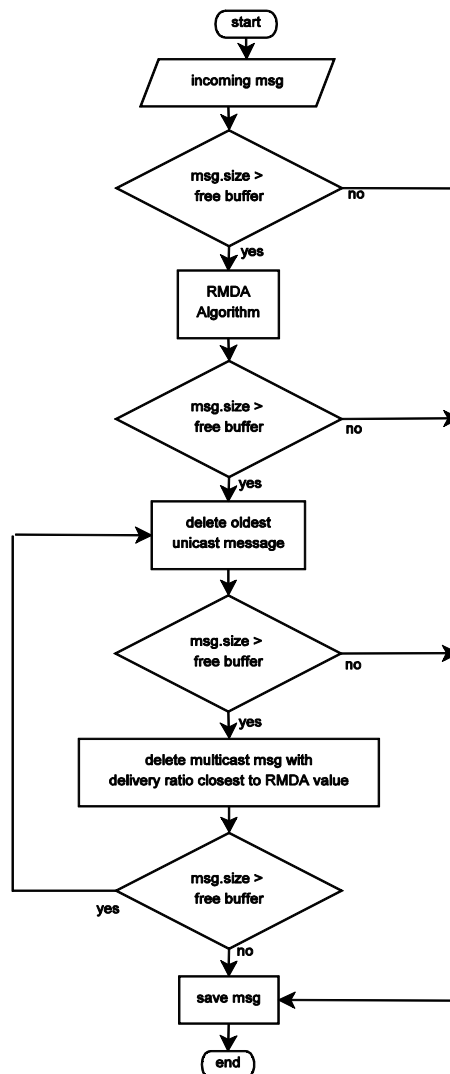 start
incoming msg
msg.size >
free buffer
no
yes
RMDA
Algorithm
msg.size >
free buffer
no
yes
delete oldest
unicast message
msg.size >
free buffer
no
yes
delete multicast msg with
delivery ratio closest to RMDA value
msg.size >
free buffer
yes
no
save msg
end